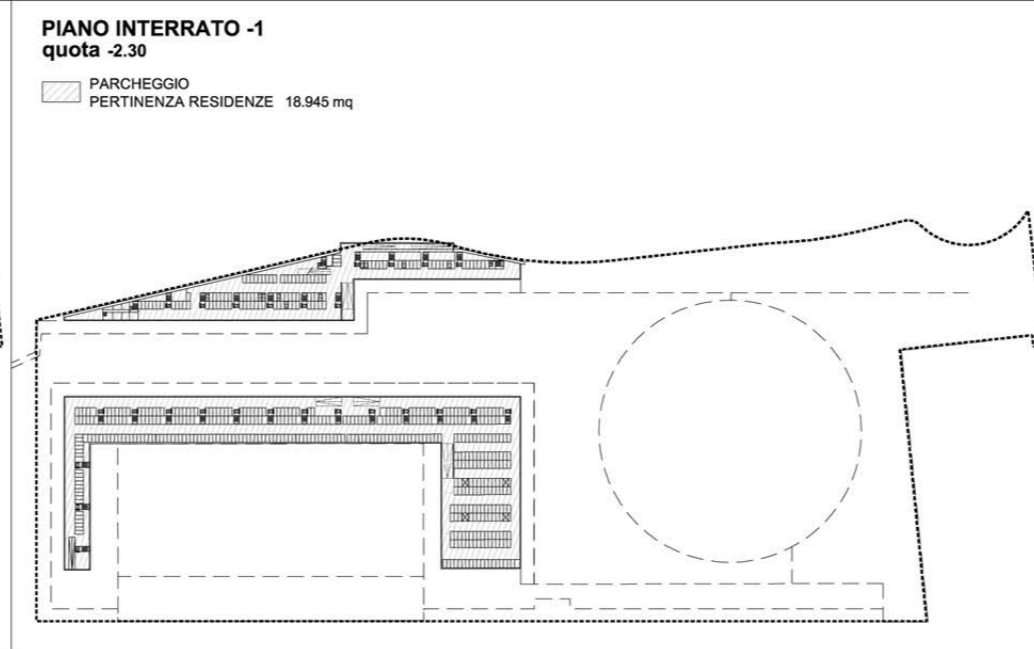 PIANO INTERRATO -1
quota -2.30
PARCHEGGIO
PERTINENZA RESIDENZE 18.945 mq